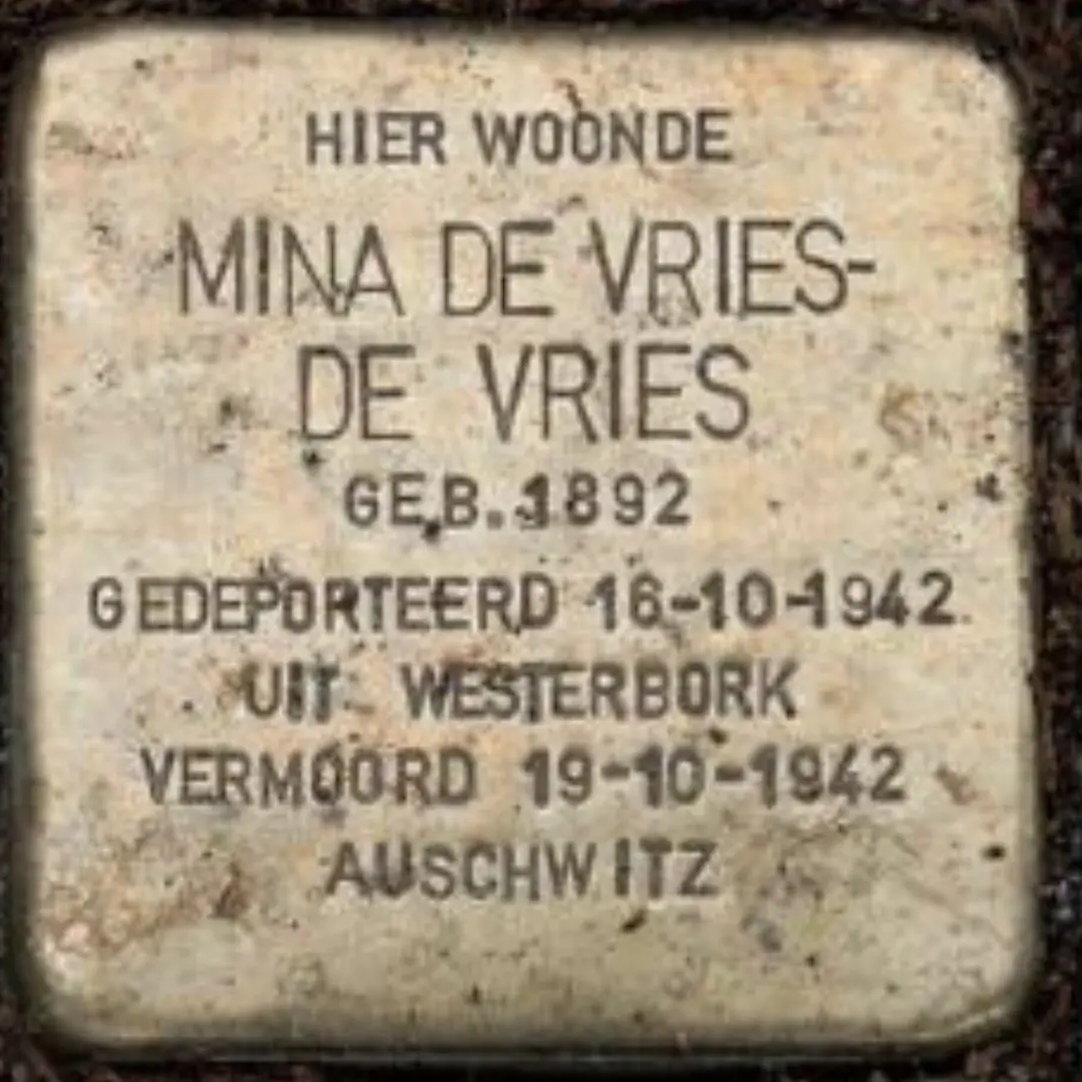 HIER WOONDE
MINA DE VRIES-
DE VRIES
GEB. 1892
GEDEPORTEERD 16-10-1942
UIT WESTERBORK
VERMOORD 19-10-1942
AUSCHWITZ